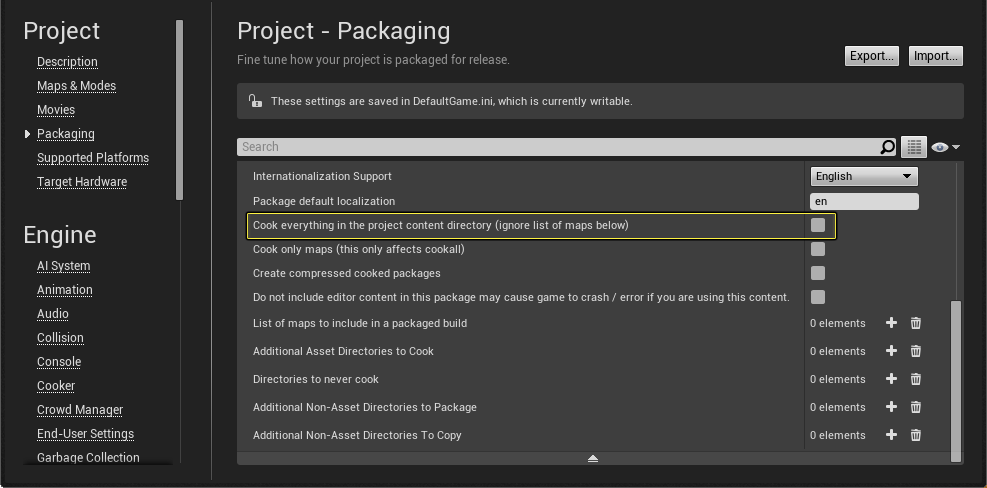 Project
Description
Maps & Modes
Movies
Packaging
Supported Platforms
Target Hardware
Engine
AI System
Animation
Audio
Collision
Console
Cooker
Crowd Manager
End-User Settings
Garbage Collection
Project - Packaging
Fine tune how your project is packaged for release.
Export...
Import...
These settings are saved in DefaultGame.ini, which is currently writable.
Search
Internationalization Support English
Package default localization en
Cook everything in the project content directory (ignore list of maps below)
Cook only maps (this only affects cookall)
Create compressed cooked packages
Do not include editor content in this package may cause game to crash / error if you are using this content.
List of maps to include in a packaged build 0 elements
Additional Asset Directories to Cook 0 elements
Directories to never cook 0 elements
Additional Non-Asset Directories to Package 0 elements
Additional Non-Asset Directories To Copy 0 elements